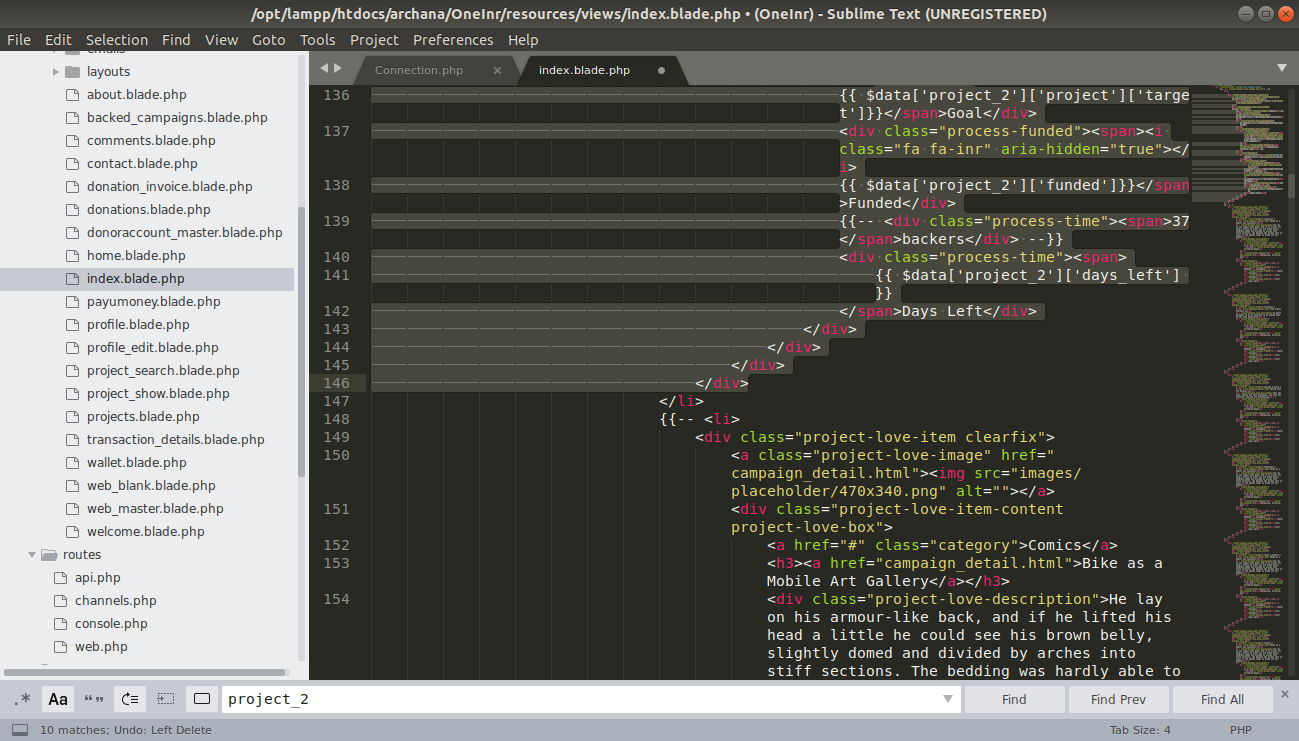 /opt/lampp/htdocs/archana/OneInr/resources/views/index.blade.php • (OneInr) - Sublime Text (UNREGISTERED)
File Edit Selection Find View Goto Tools Project Preferences Help
emails
layouts
about.blade.php
backed_campaigns.blade.php
comments.blade.php
contact.blade.php
donation_invoice.blade.php
donations.blade.php
donoraccount_master.blade.php
home.blade.php
index.blade.php
payumoney.blade.php
profile.blade.php
profile_edit.blade.php
project_search.blade.php
project_show.blade.php
projects.blade.php
transaction_details.blade.php
wallet.blade.php
web_blank.blade.php
web_master.blade.php
welcome.blade.php
routes
api.php
channels.php
console.php
web.php
Connection.php × index.blade.php
136 {{ $data['project_2']['project']['targe
t']}}</span>Goal</div>
137 <div class="process-funded"><span><i
class="fa fa-inr" aria-hidden="true"></
i>
138 {{ $data['project_2']['funded']}}</span
>Funded</div>
139 {{-- <div class="process-time"><span>37
</span>backers</div> --}}
140 <div class="process-time"><span>
141 {{ $data['project_2']['days_left']
}}
142 </span>Days Left</div>
143 </div>
144 </div>
145 </div>
146 </div>
147 </li>
148 {{-- <li>
149 <div class="project-love-item clearfix">
150 <a class="project-love-image" href="
campaign_detail.html"><img src="images/
placeholder/470x340.png" alt=""></a>
151 <div class="project-love-item-content
project-love-box">
152 <a href="#" class="category">Comics</a>
153 <h3><a href="campaign_detail.html">Bike as a
Mobile Art Gallery</a></h3>
154 <div class="project-love-description">He lay
on his armour-like back, and if he lifted his
head a little he could see his brown belly,
slightly domed and divided by arches into
stiff sections. The bedding was hardly able to
.* Aa “” project_2 Find Find Prev Find All ×
10 matches; Undo: Left Delete Tab Size: 4 PHP